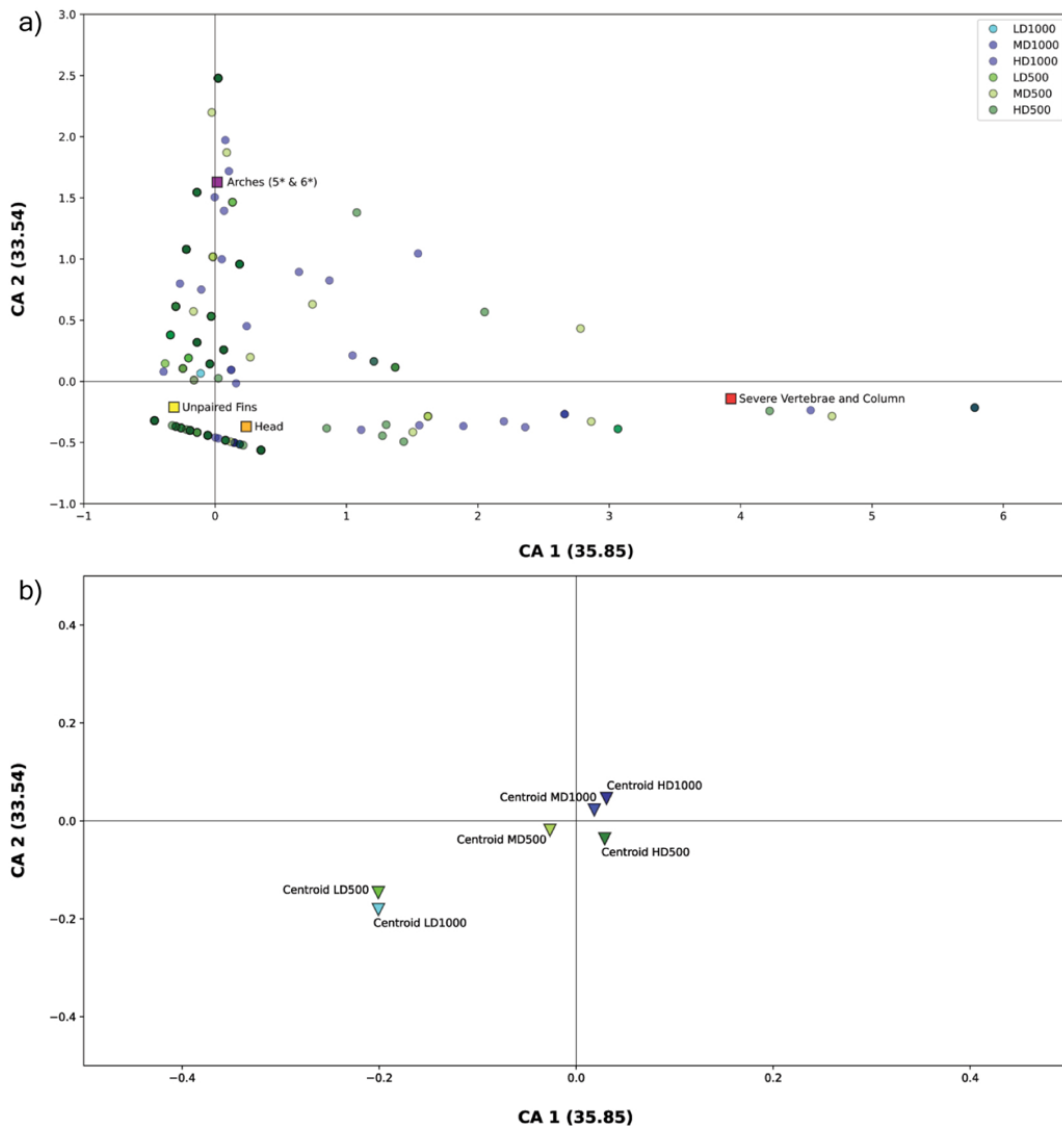 a)
3.0
2.5
2.0
1.5
1.0
0.5
0.0
−0.5
−1.0
CA 2 (33.54)
LD1000
MD1000
HD1000
LD500
MD500
HD500
Arches (5* & 6*)
Severe Vertebrae and Column
Unpaired Fins
Head
−1 0 1 2 3 4 5 6
CA 1 (35.85)
b)
0.4
0.2
0.0
−0.2
−0.4
CA 2 (33.54)
Centroid HD1000
Centroid MD1000
Centroid MD500
Centroid HD500
Centroid LD500
Centroid LD1000
−0.4 −0.2 0.0 0.2 0.4
CA 1 (35.85)